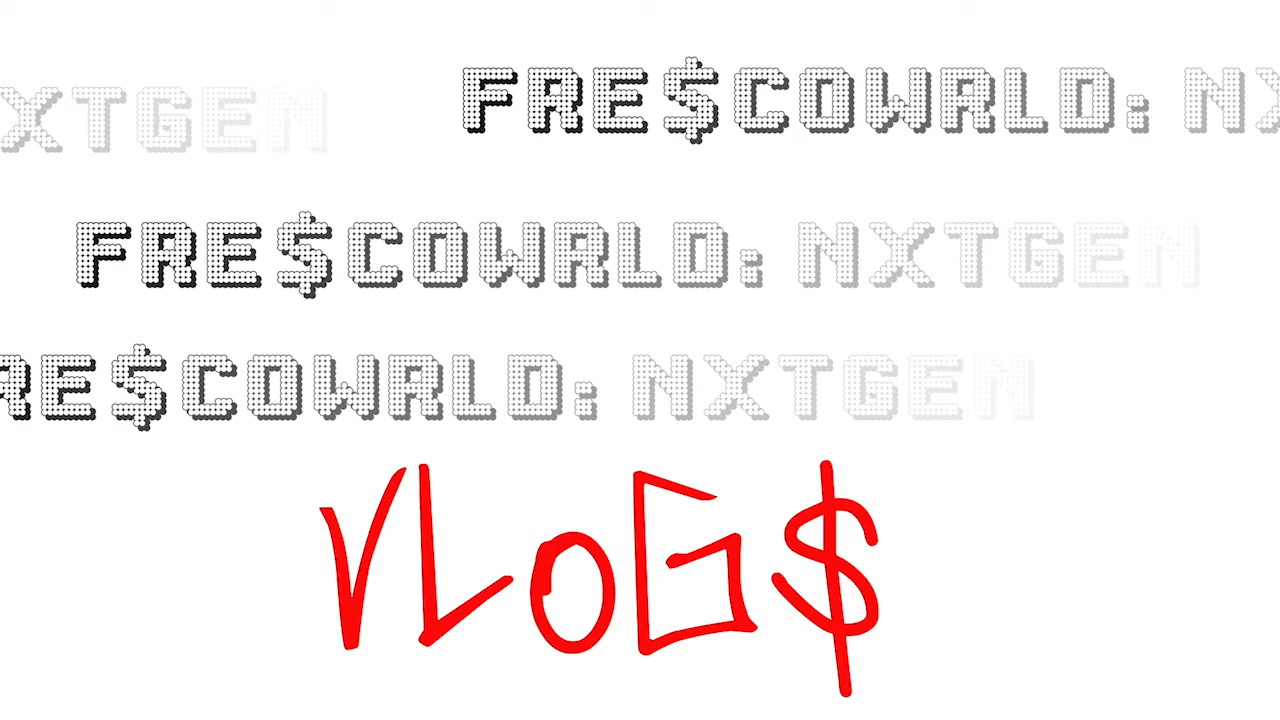 XTGEN
FRE$COWRLD: NX
FRE$COWRLD: NXTGEN
RE$COWRLD: NXTGEN
VLOG$